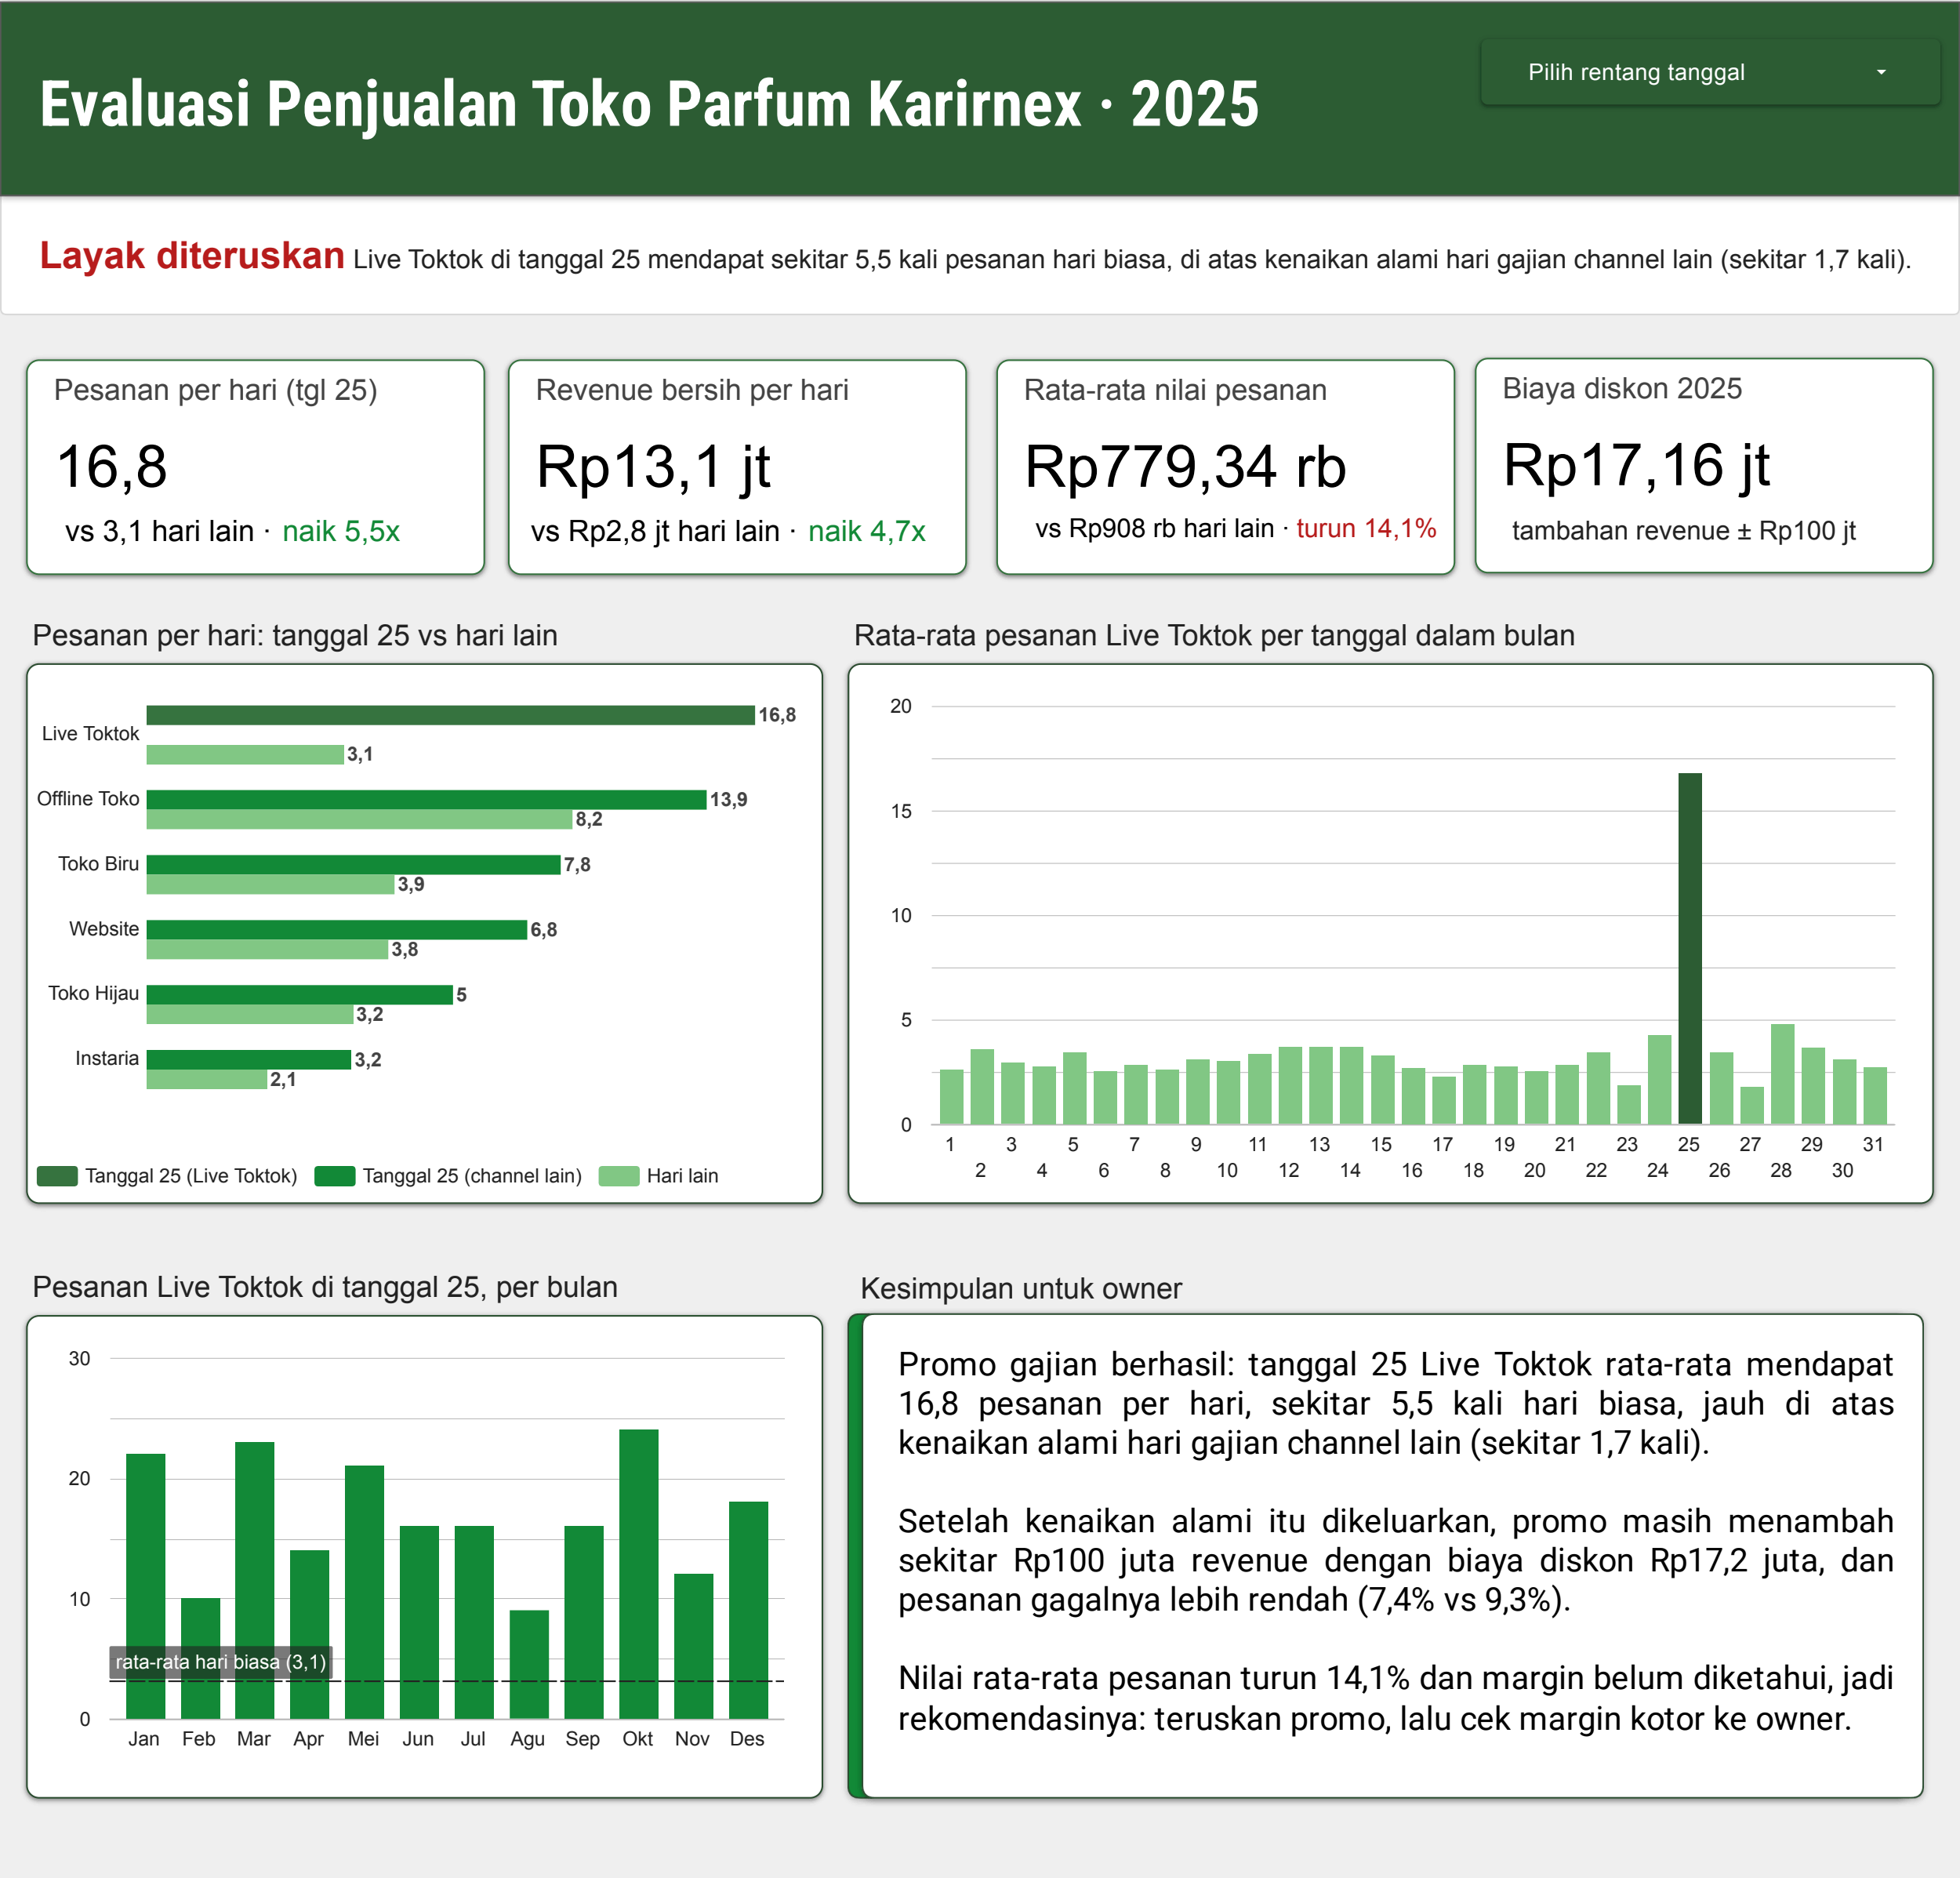 Evaluasi Penjualan Toko Parfum Karirnex · 2025
Pilih rentang tanggal
Layak diteruskan Live Toktok di tanggal 25 mendapat sekitar 5,5 kali pesanan hari biasa, di atas kenaikan alami hari gajian channel lain (sekitar 1,7 kali).
Pesanan per hari (tgl 25)
16,8
vs 3,1 hari lain · naik 5,5x
Revenue bersih per hari
Rp13,1 jt
vs Rp2,8 jt hari lain · naik 4,7x
Rata-rata nilai pesanan
Rp779,34 rb
vs Rp908 rb hari lain · turun 14,1%
Biaya diskon 2025
Rp17,16 jt
tambahan revenue ± Rp100 jt
Pesanan per hari: tanggal 25 vs hari lain
Live Toktok
16,8
3,1
Offline Toko
13,9
8,2
Toko Biru
7,8
3,9
Website
6,8
3,8
Toko Hijau
5
3,2
Instaria
3,2
2,1
Tanggal 25 (Live Toktok) Tanggal 25 (channel lain) Hari lain
Rata-rata pesanan Live Toktok per tanggal dalam bulan
20
15
10
5
0
1 3 5 7 9 11 13 15 17 19 21 23 25 27 29 31
2 4 6 8 10 12 14 16 18 20 22 24 26 28 30
Pesanan Live Toktok di tanggal 25, per bulan
30
20
10
rata-rata hari biasa (3,1)
0
Jan Feb Mar Apr Mei Jun Jul Agu Sep Okt Nov Des
Kesimpulan untuk owner
Promo gajian berhasil: tanggal 25 Live Toktok rata-rata mendapat
16,8 pesanan per hari, sekitar 5,5 kali hari biasa, jauh di atas
kenaikan alami hari gajian channel lain (sekitar 1,7 kali).
Setelah kenaikan alami itu dikeluarkan, promo masih menambah
sekitar Rp100 juta revenue dengan biaya diskon Rp17,2 juta, dan
pesanan gagalnya lebih rendah (7,4% vs 9,3%).
Nilai rata-rata pesanan turun 14,1% dan margin belum diketahui, jadi
rekomendasinya: teruskan promo, lalu cek margin kotor ke owner.